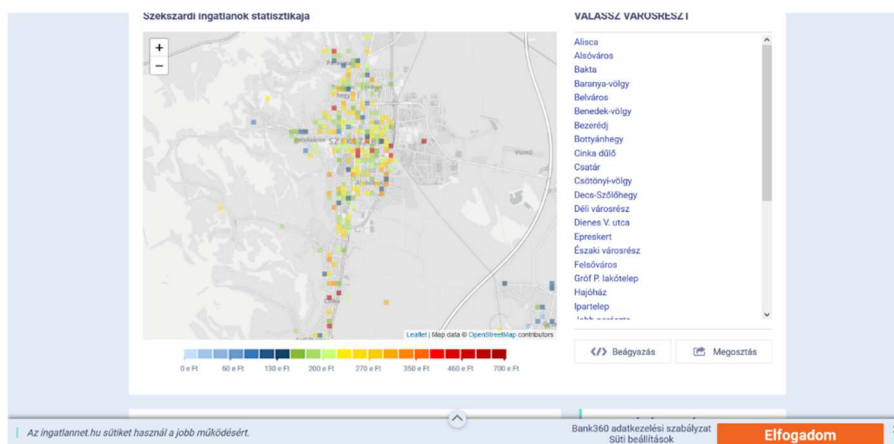 Szekszárdi ingatlanok statisztikája
+
−
SZEKSZÁRD
Leaflet | Map data © OpenStreetMap contributors
0 e Ft 60 e Ft 130 e Ft 200 e Ft 270 e Ft 350 e Ft 460 e Ft 700 e Ft
VÁLASSZ VÁROSRÉSZT
Alisca
Alsóváros
Bakta
Baranya-völgy
Belváros
Benedek-völgy
Bezerédj
Bottyánhegy
Cinka dűlő
Csatár
Csötönyi-völgy
Decs-Szőlőhegy
Déli városrész
Dienes V. utca
Epreskert
Északi városrész
Felsőváros
Gróf P. lakótelep
Hajóház
Ipartelep
</> Beágyazás
Megosztás
Az ingatlannet.hu sütiket használ a jobb működésért.
Bank360 adatkezelési szabályzat
Süti beállítások
Elfogadom